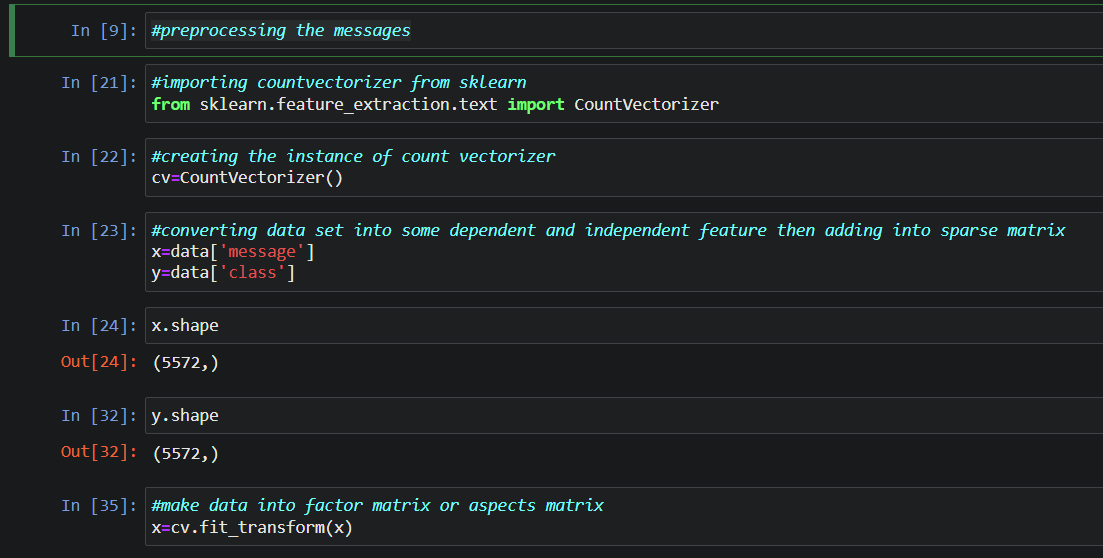 In [9]: #preprocessing the messages
In [21]: #importing countvectorizer from sklearn
from sklearn.feature_extraction.text import CountVectorizer
In [22]: #creating the instance of count vectorizer
cv=CountVectorizer()
In [23]: #converting data set into some dependent and independent feature then adding into sparse matrix
x=data['message']
y=data['class']
In [24]: x.shape
Out[24]: (5572,)
In [32]: y.shape
Out[32]: (5572,)
In [35]: #make data into factor matrix or aspects matrix
x=cv.fit_transform(x)